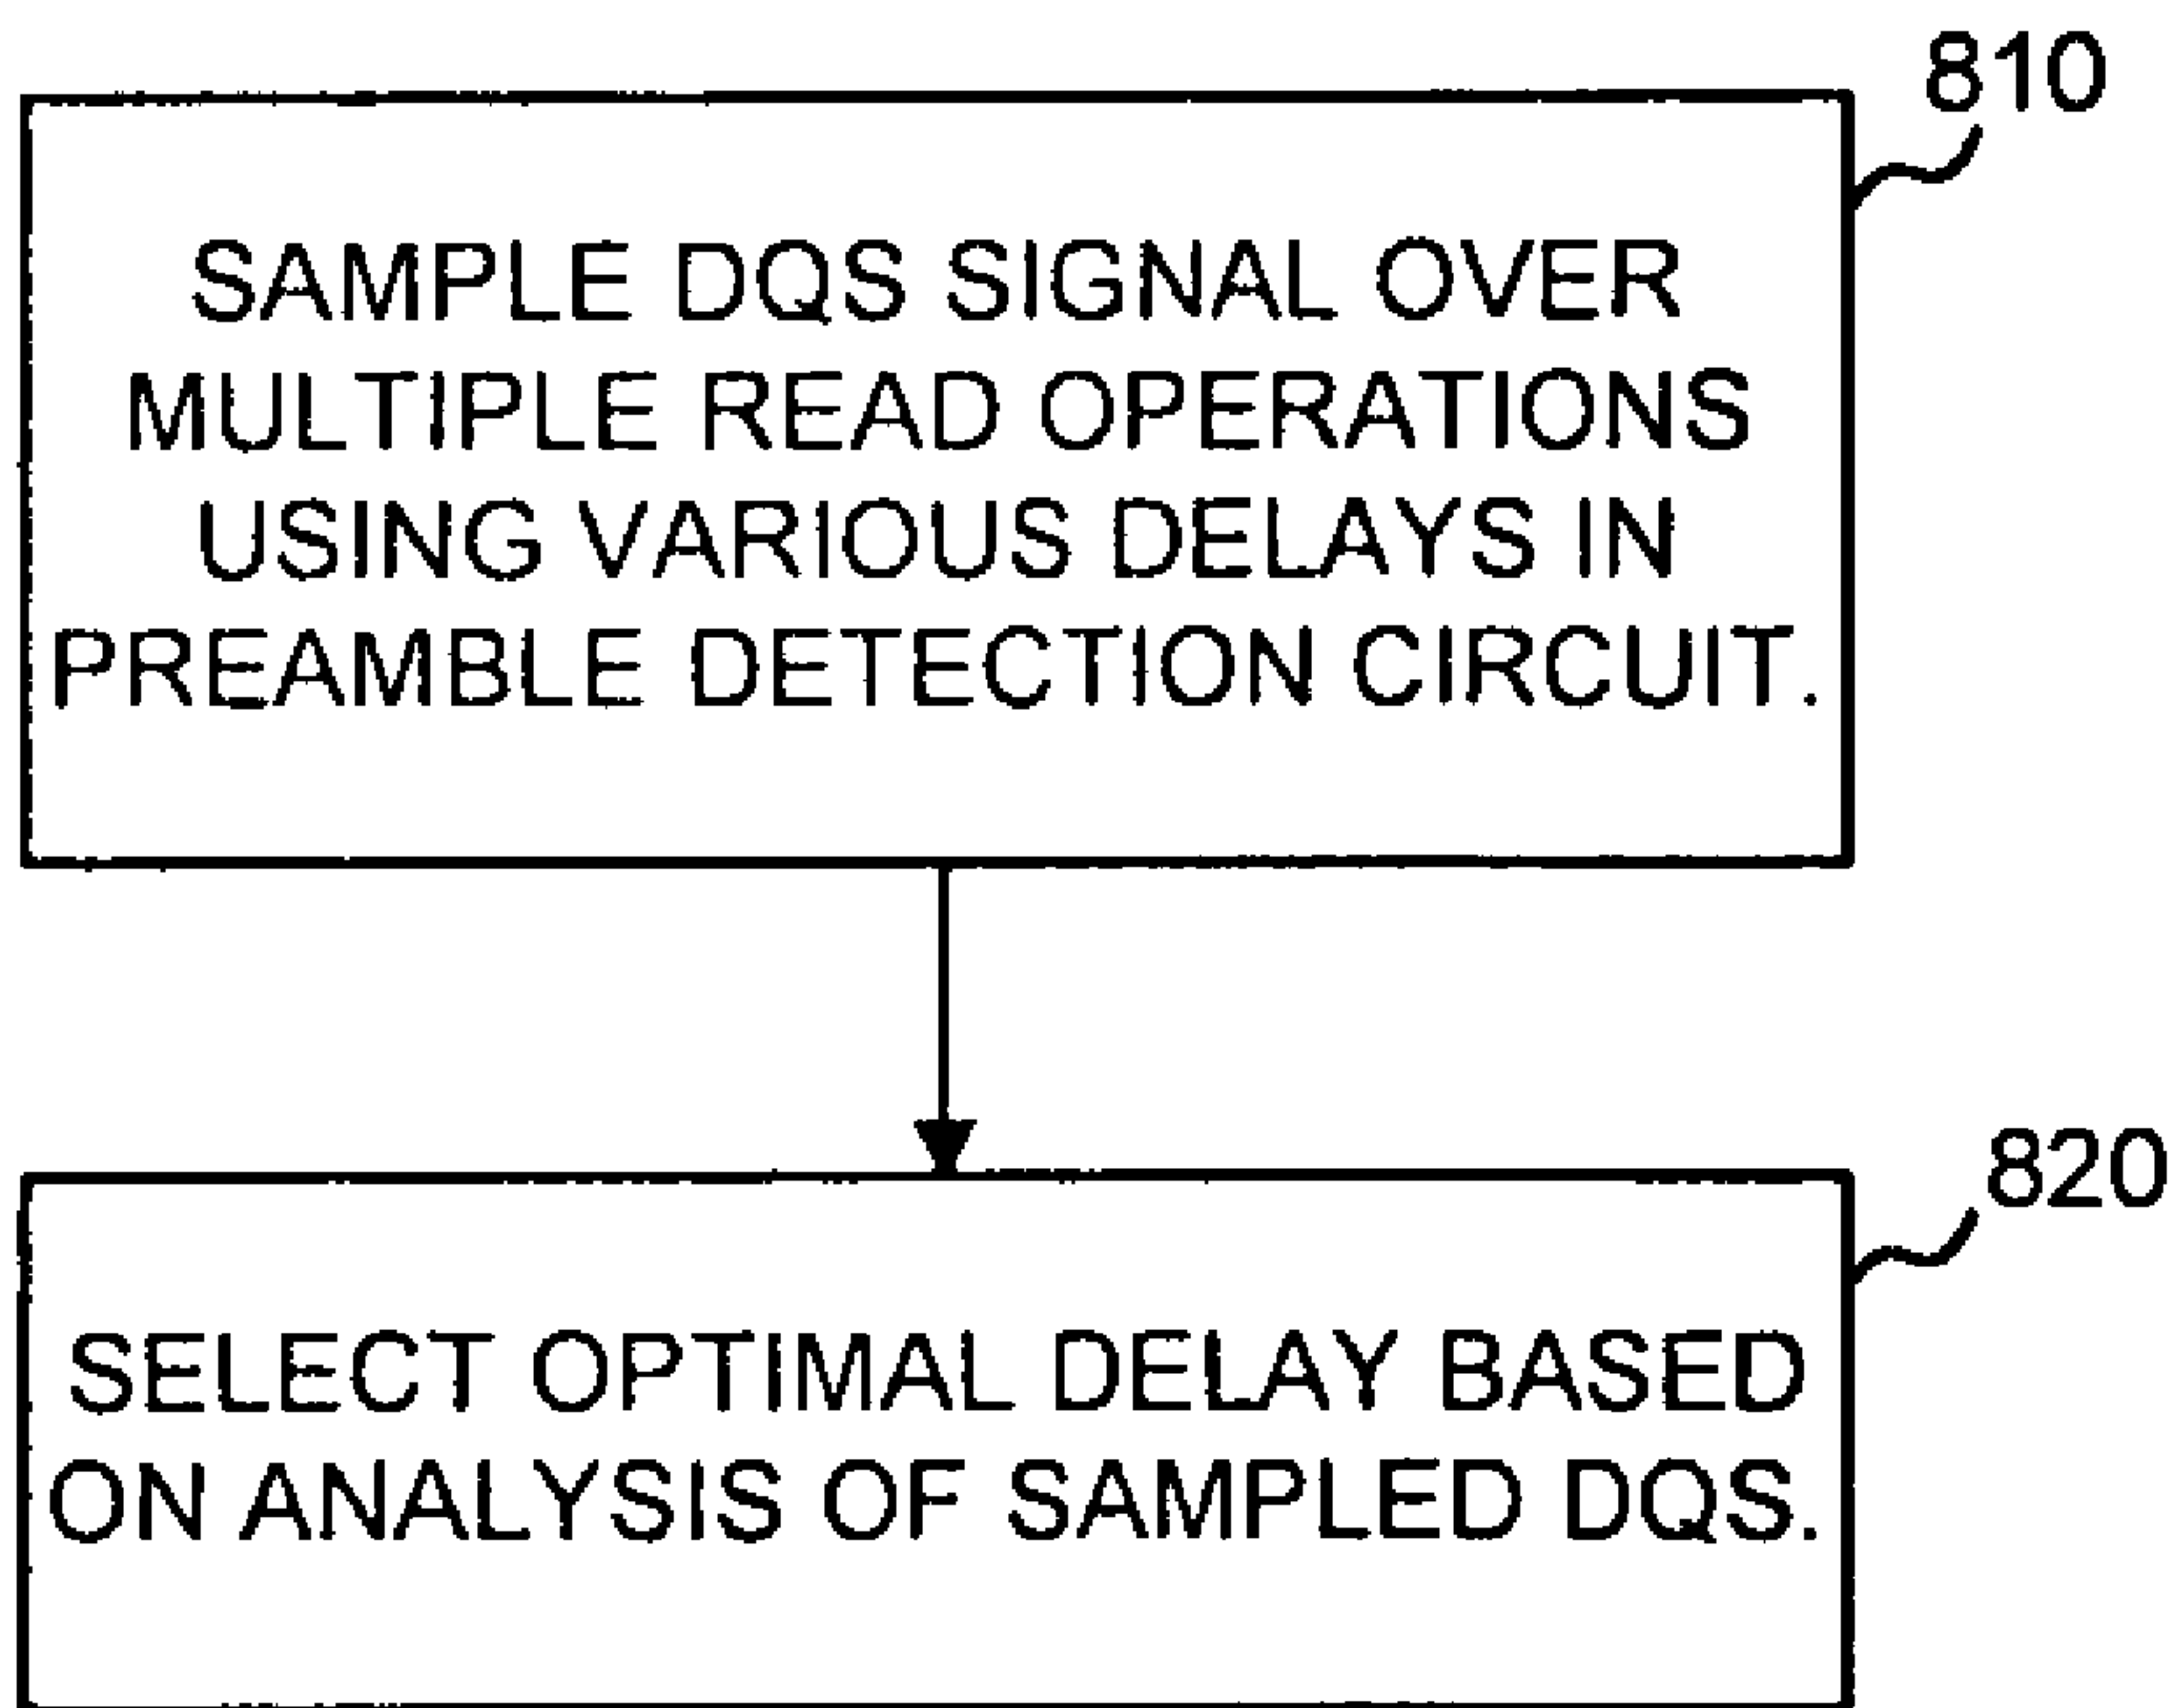 810
SAMPLE DQS SIGNAL OVER
MULTIPLE READ OPERATIONS
USING VARIOUS DELAYS IN
PREAMBLE DETECTION CIRCUIT.
820
SELECT OPTIMAL DELAY BASED
ON ANALYSIS OF SAMPLED DQS.